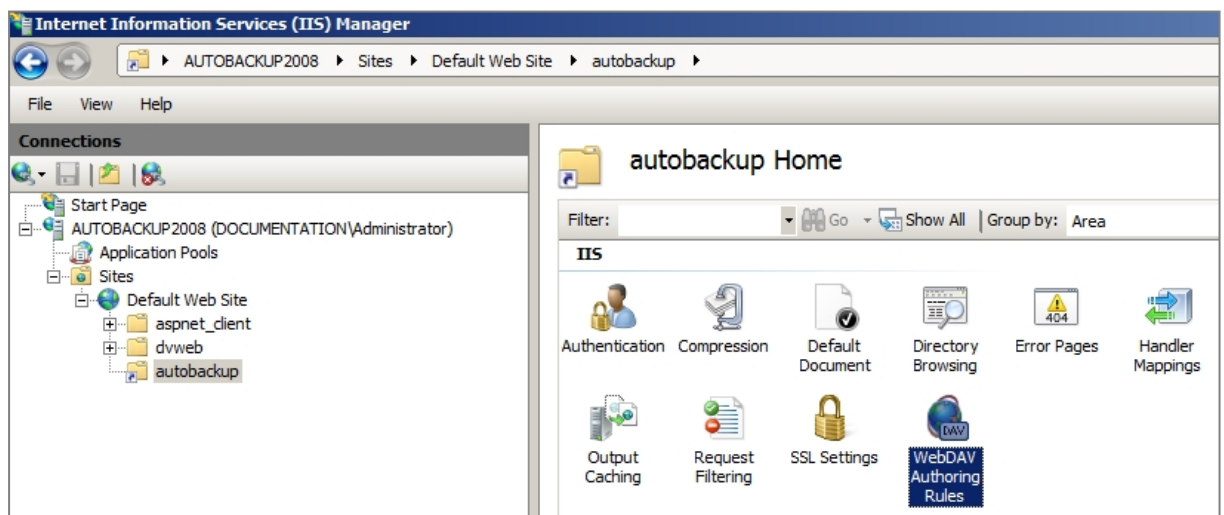 Internet Information Services (IIS) Manager
AUTOBACKUP2008 Sites Default Web Site autobackup
File View Help
Connections
Start Page
AUTOBACKUP2008 (DOCUMENTATION\Administrator)
Application Pools
Sites
Default Web Site
aspnet_client
dvweb
autobackup
autobackup Home
Filter: Go Show All Group by: Area
IIS
Authentication Compression Default Document Directory Browsing Error Pages Handler Mappings
404
Output Caching Request Filtering SSL Settings WebDAV Authoring Rules
DAV